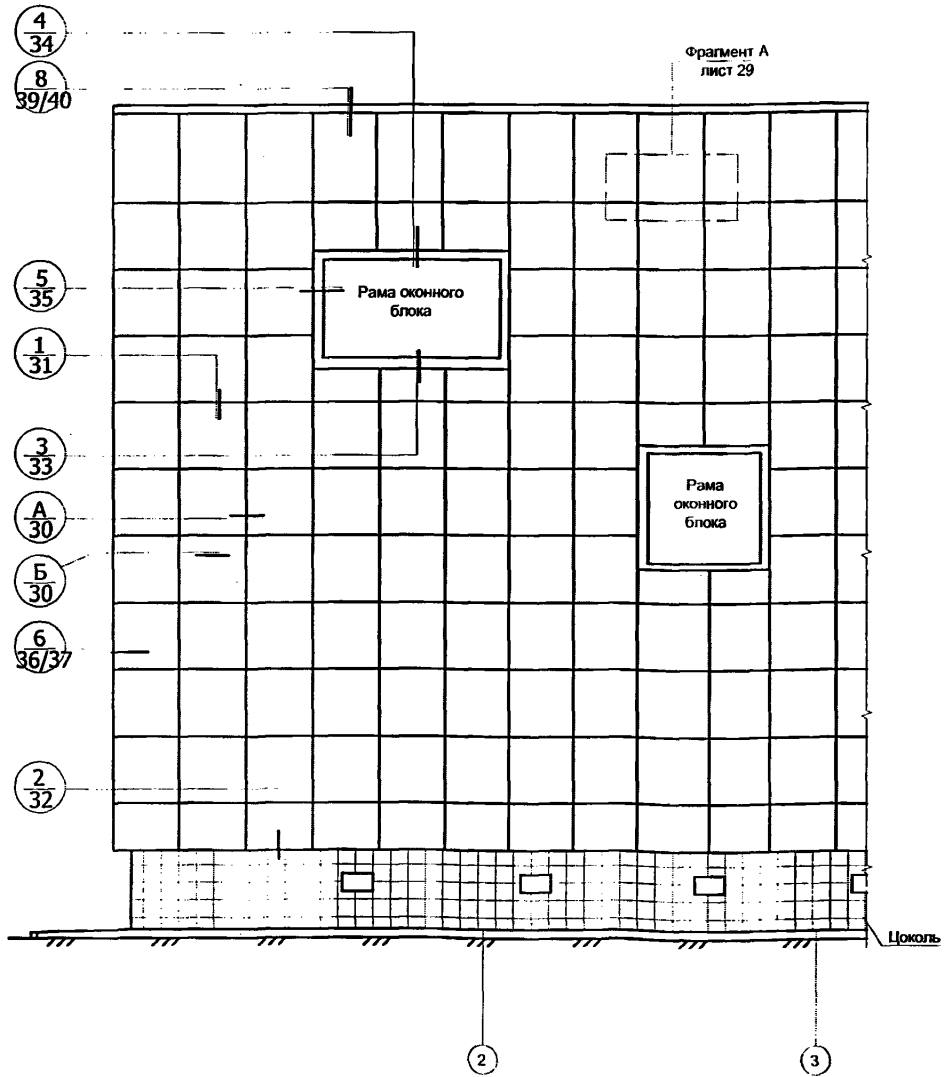 4
34
8
39/40
Фрагмент А
лист 29
5
35
Рама оконного
блока
1
31
3
33
А
30
Рама
оконного
блока
Б
30
6
36/37
2
32
Цоколь
2
3